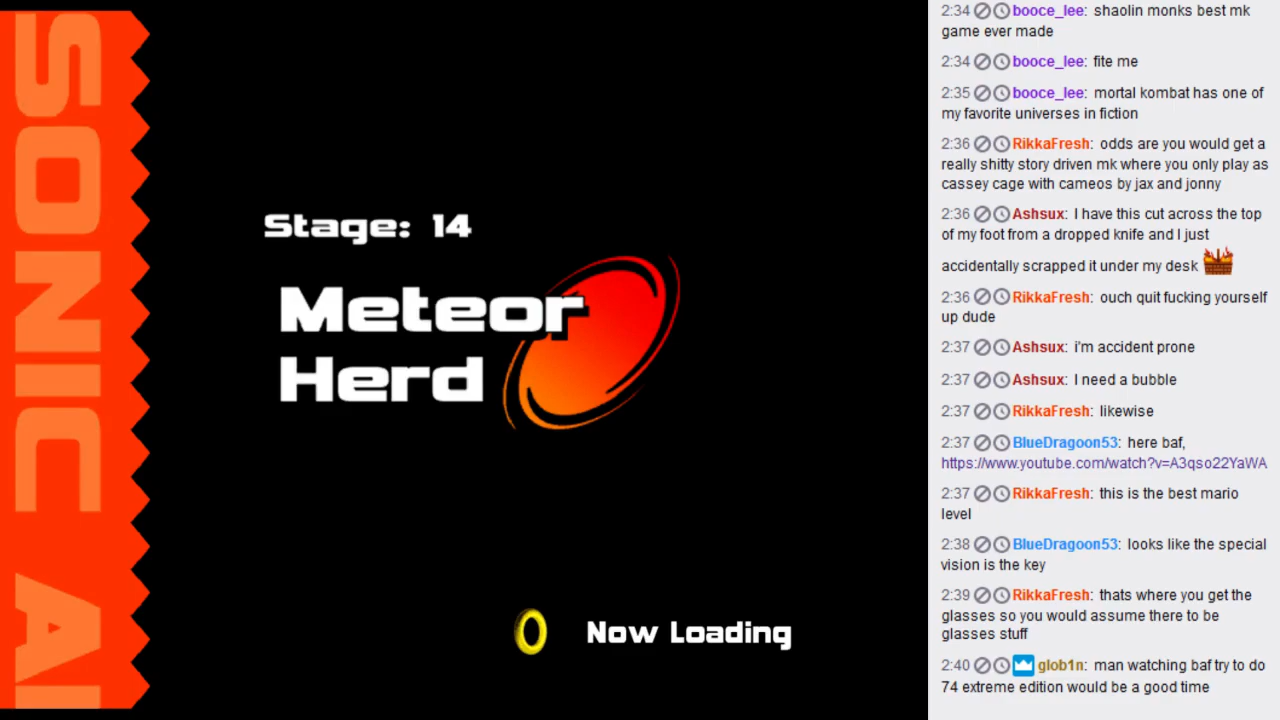 SONIC A
Stage: 14
Meteor
Herd
Now Loading
2:34 booce_lee: shaolin monks best mk
game ever made
2:34 booce_lee: fite me
2:35 booce_lee: mortal kombat has one of
my favorite universes in fiction
2:36 RikkaFresh: odds are you would get a
really shitty story driven mk where you only play as
cassey cage with cameos by jax and jonny
2:36 Ashsux: I have this cut across the top
of my foot from a dropped knife and I just
accidentally scrapped it under my desk
2:36 RikkaFresh: ouch quit fucking yourself
up dude
2:37 Ashsux: i'm accident prone
2:37 Ashsux: I need a bubble
2:37 RikkaFresh: likewise
2:37 BlueDragoon53: here baf,
https://www.youtube.com/watch?v=A3qso22YaWA
2:37 RikkaFresh: this is the best mario
level
2:38 BlueDragoon53: looks like the special
vision is the key
2:39 RikkaFresh: thats where you get the
glasses so you would assume there to be
glasses stuff
2:40 glob1n: man watching baf try to do
74 extreme edition would be a good time